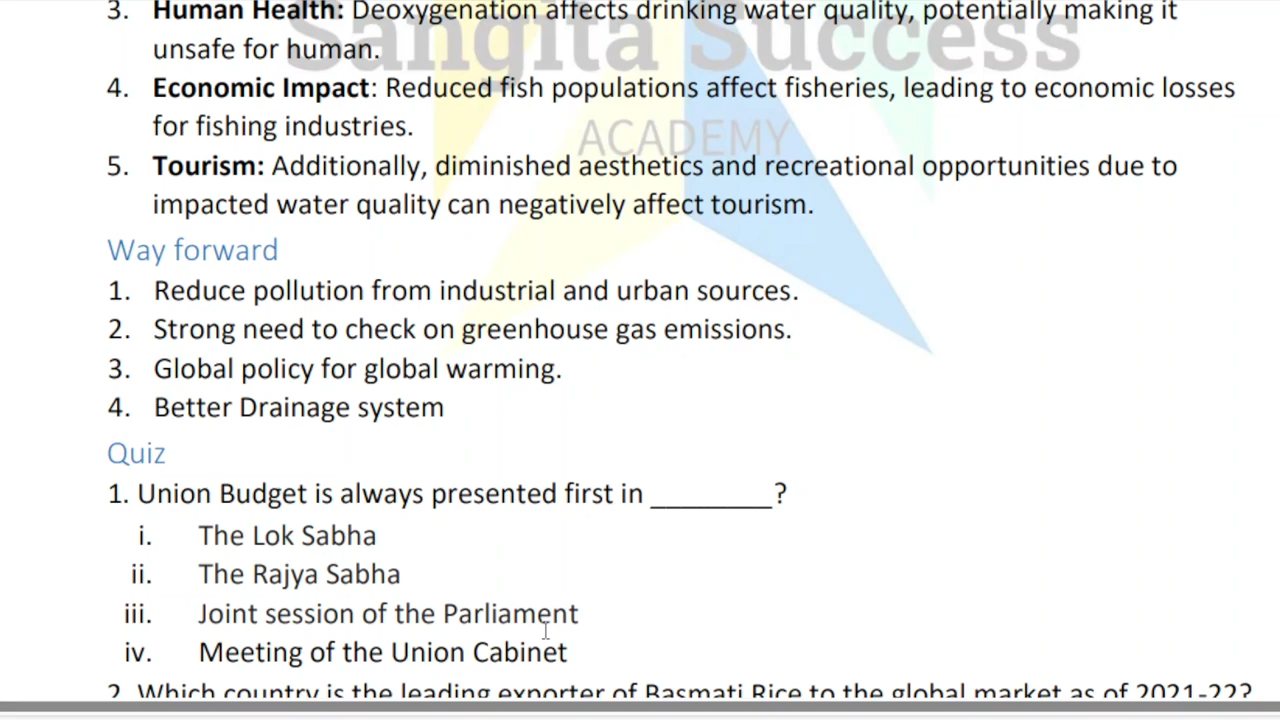 3. Human Health: Deoxygenation affects drinking water quality, potentially making it
unsafe for human.
Sangita Success
4. Economic Impact: Reduced fish populations affect fisheries, leading to economic losses
for fishing industries.
ACADEMY
5. Tourism: Additionally, diminished aesthetics and recreational opportunities due to
impacted water quality can negatively affect tourism.
Way forward
1. Reduce pollution from industrial and urban sources.
2. Strong need to check on greenhouse gas emissions.
3. Global policy for global warming.
4. Better Drainage system
Quiz
1. Union Budget is always presented first in ________?
i. The Lok Sabha
ii. The Rajya Sabha
iii. Joint session of the Parliament
iv. Meeting of the Union Cabinet
2. Which country is the leading exporter of Basmati Rice to the global market as of 2021-22?